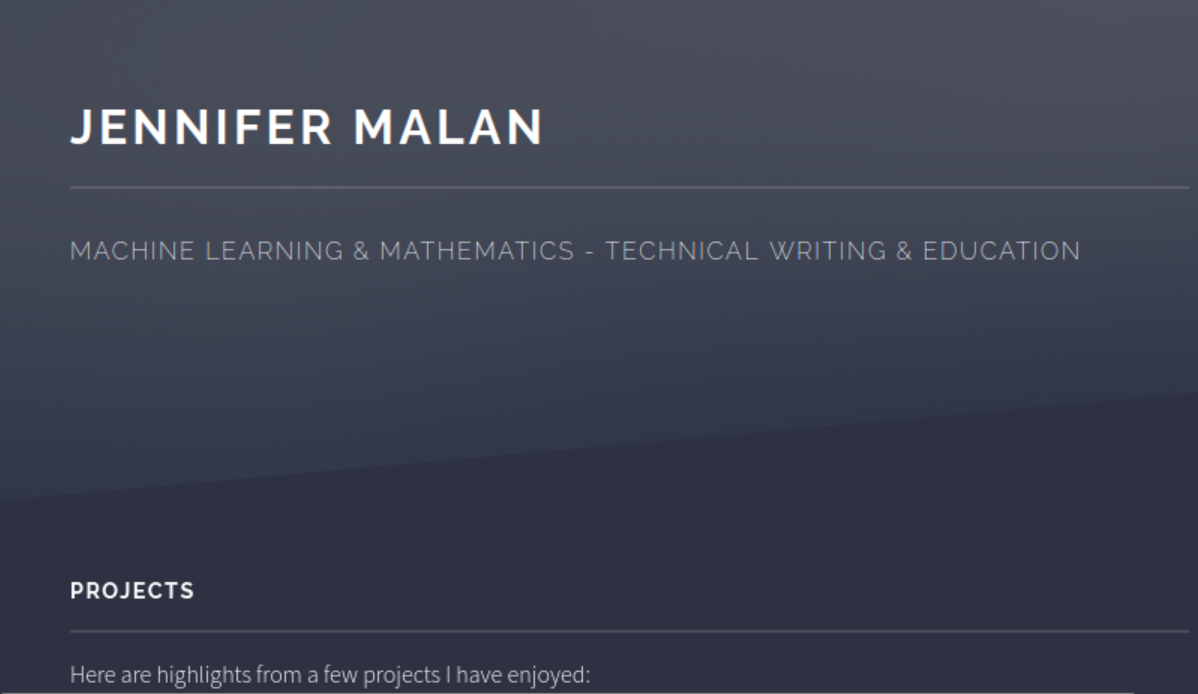 JENNIFER MALAN
MACHINE LEARNING & MATHEMATICS - TECHNICAL WRITING & EDUCATION
PROJECTS
Here are highlights from a few projects I have enjoyed: